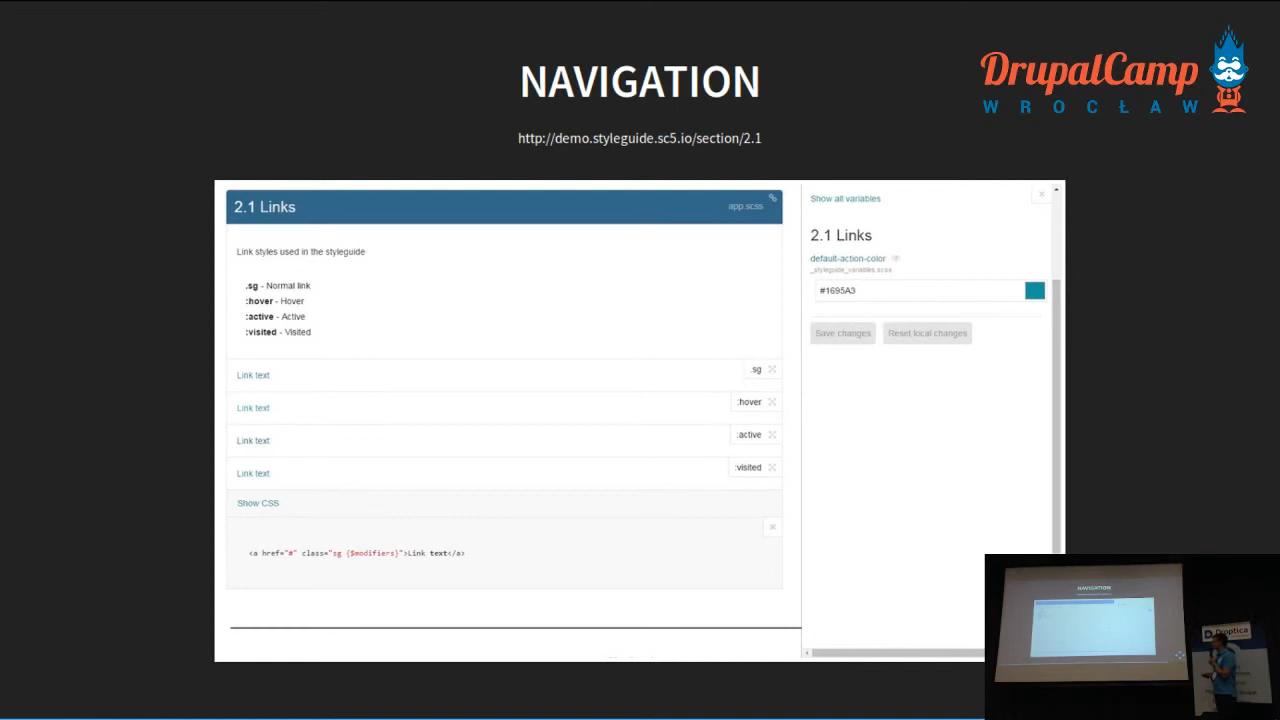 NAVIGATION
http://demo.styleguide.sc5.io/section/2.1
DrupalCamp
WROCŁAW
2.1 Links
app.scss
Link styles used in the styleguide
.sg - Normal link
:hover - Hover
:active - Active
:visited - Visited
Link text
.sg
Link text
:hover
Link text
:active
Link text
:visited
Show CSS
<a href="#" class="sg {$modifiers}">Link text</a>
Show all variables
2.1 Links
default-action-color
_styleguide_variables.scss
#1695A3
Save changes
Reset local changes
NAVIGATION
Droptica